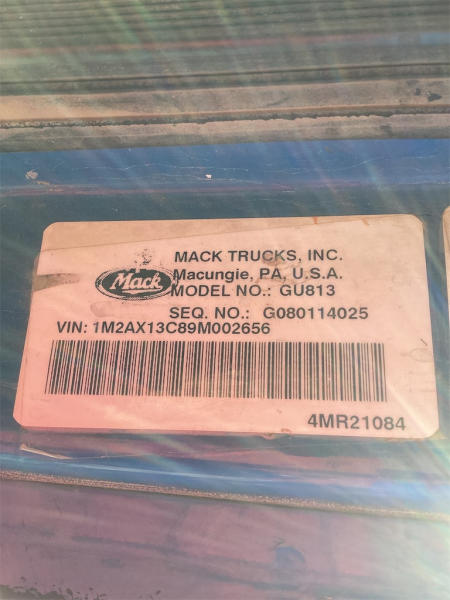 MACK TRUCKS, INC.
Mack
Macungie, PA, U.S.A.
MODEL NO.: GU813
SEQ. NO.: G080114025
VIN: 1M2AX13C89M002656
4MR21084